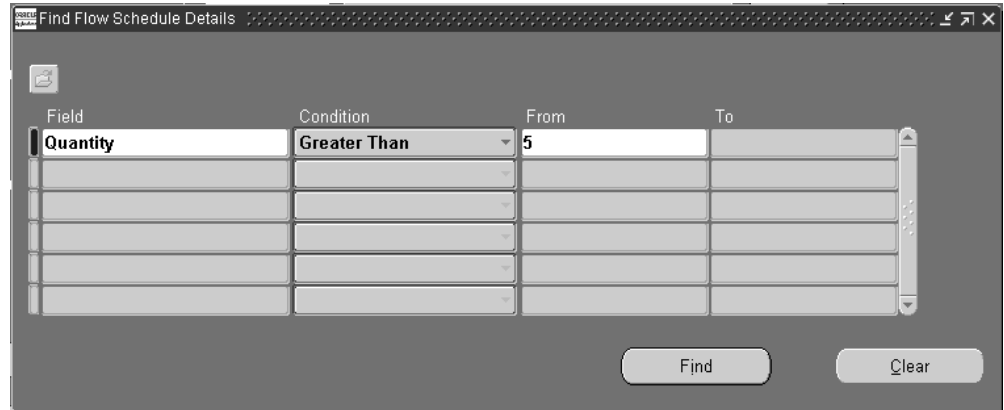 Find Flow Schedule Details
Field Condition From To
Quantity Greater Than 5
Find Clear